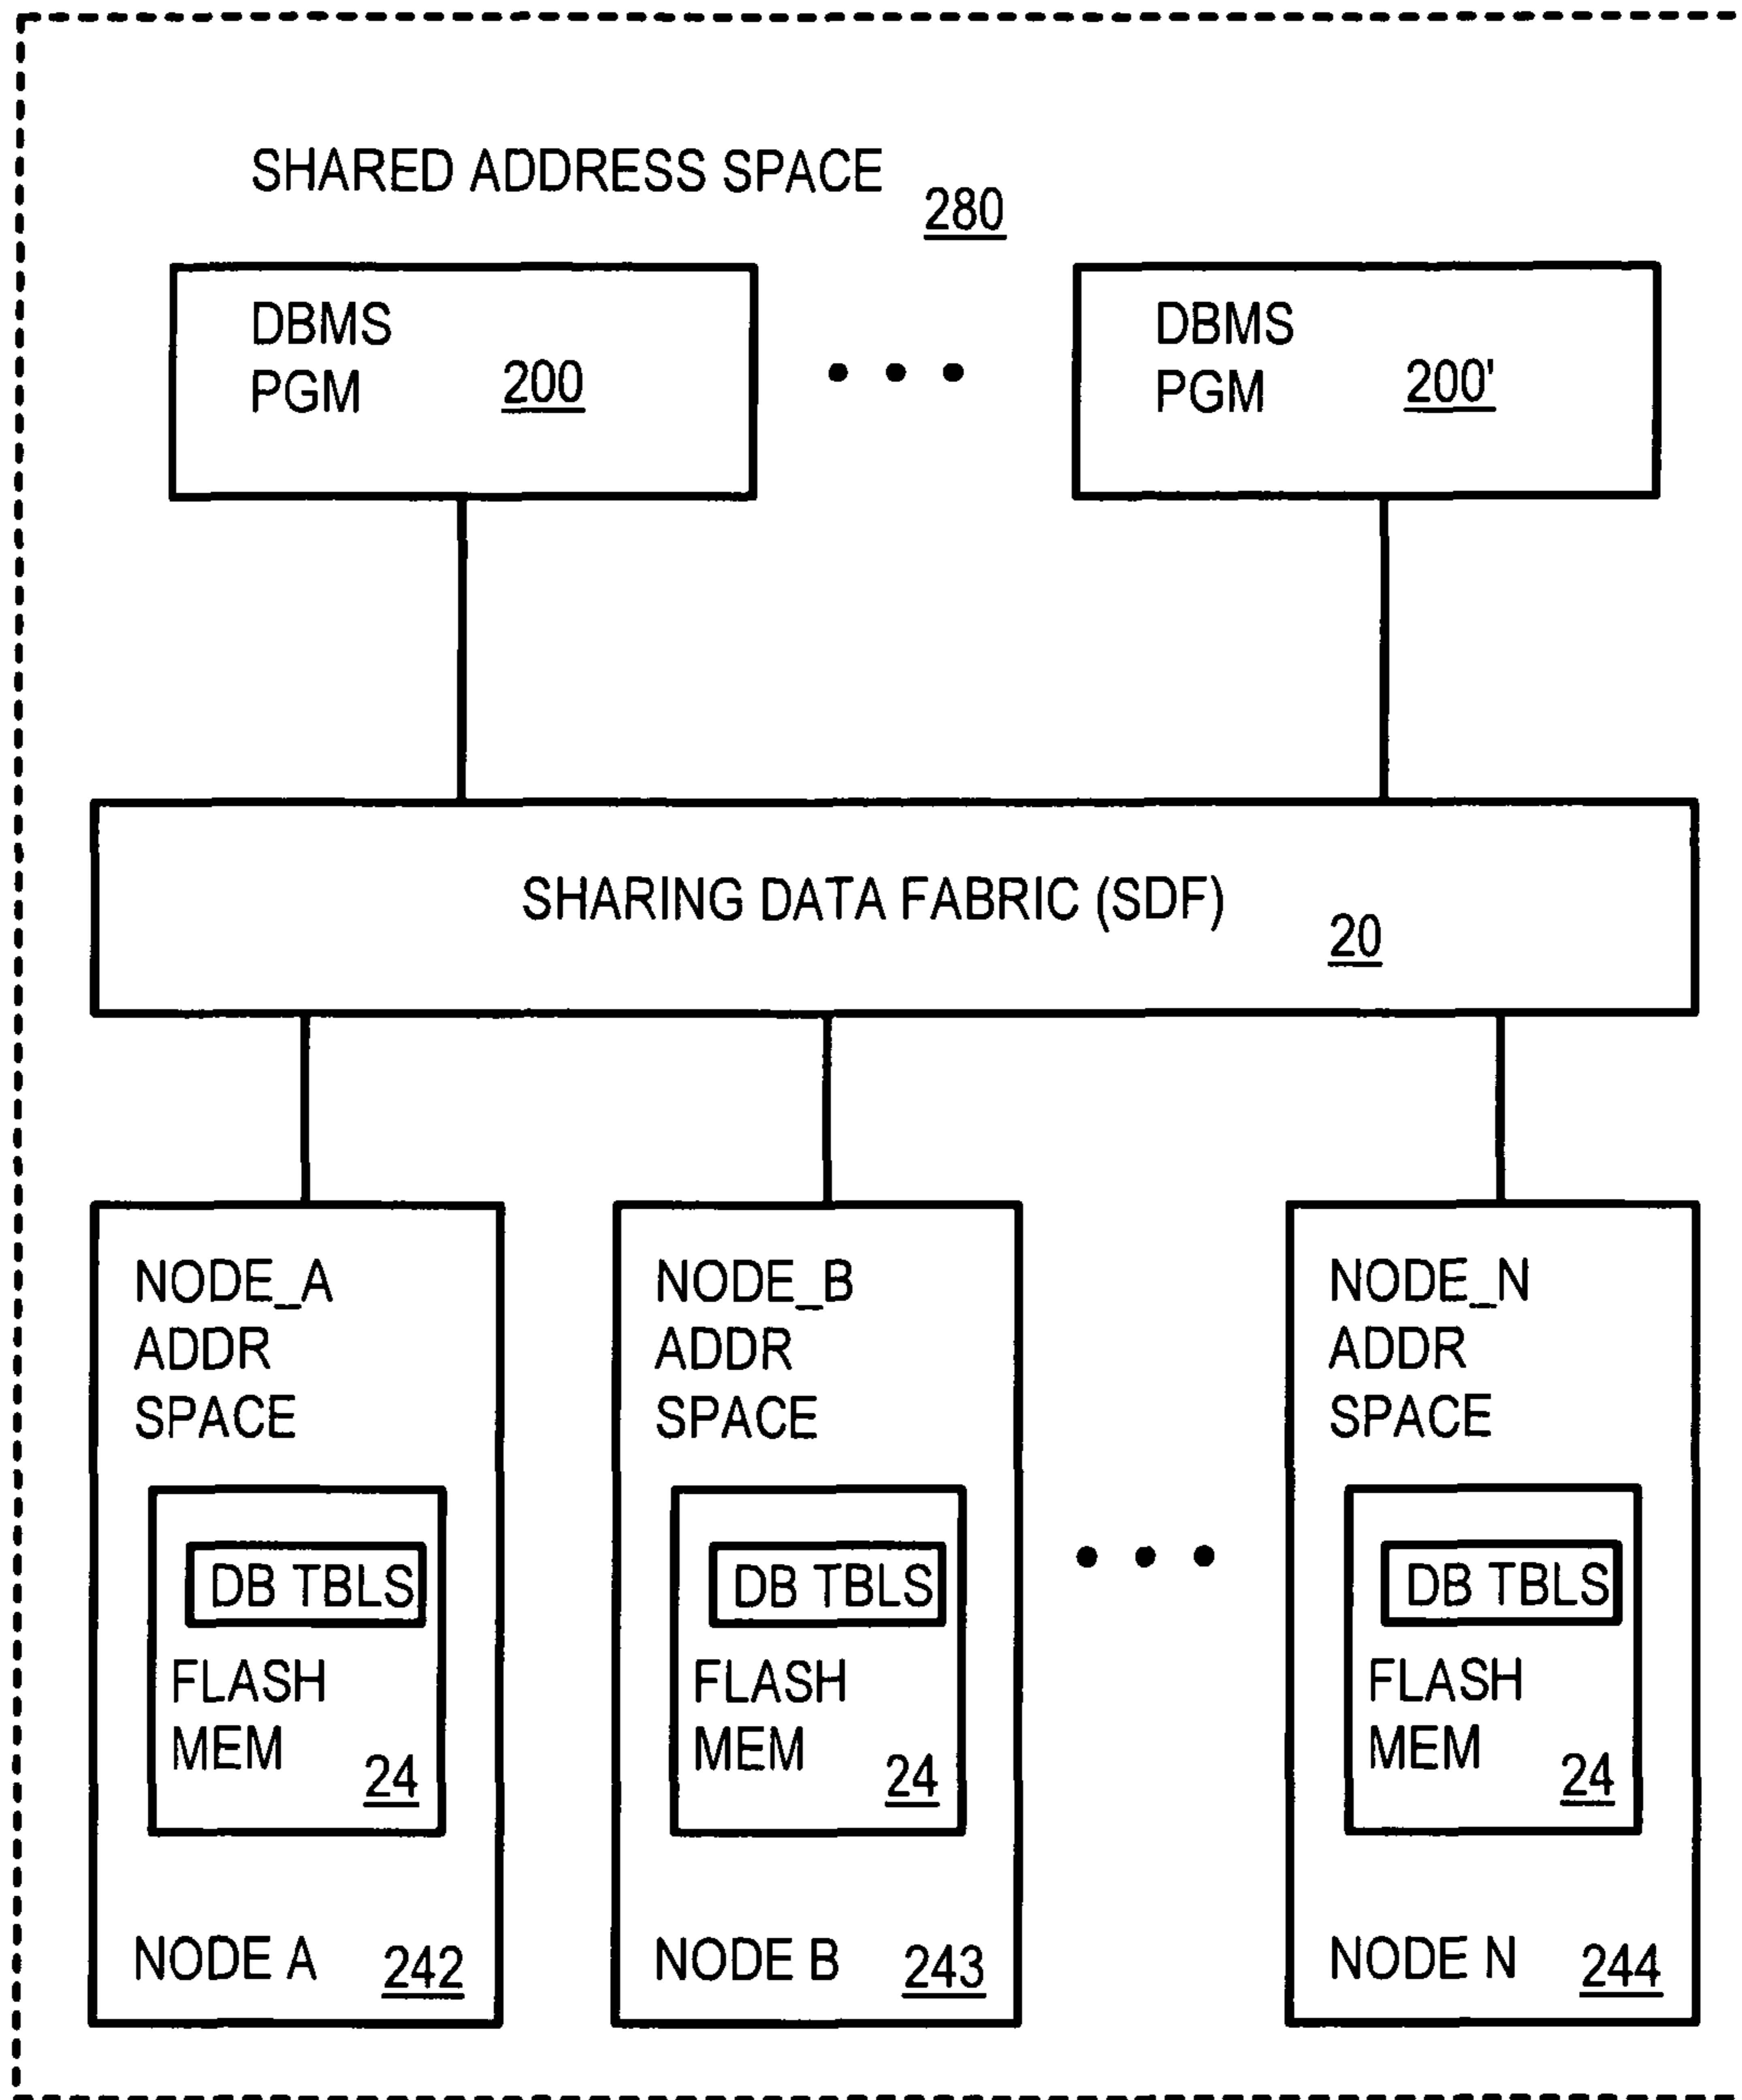 SHARED ADDRESS SPACE
280
DBMS
PGM 200
DBMS
PGM 200'
SHARING DATA FABRIC (SDF)
20
NODE_A
ADDR
SPACE
DB TBLS
FLASH
MEM 24
NODE A 242
NODE_B
ADDR
SPACE
DB TBLS
FLASH
MEM 24
NODE B 243
NODE_N
ADDR
SPACE
DB TBLS
FLASH
MEM 24
NODE N 244